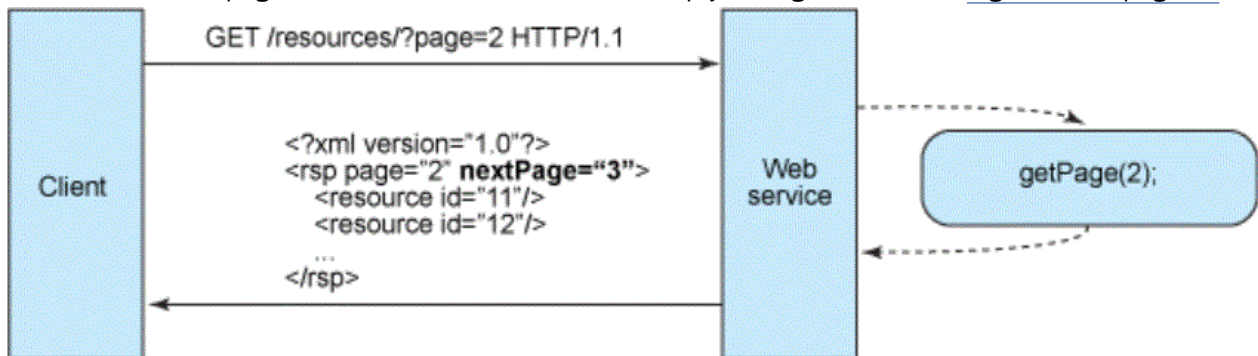 GET /resources/?page=2 HTTP/1.1
<?xml version="1.0"?>
<rsp page="2" nextPage="3">
<resource id="11"/>
<resource id="12"/>
...
</rsp>
Client
Web
service
getPage(2);